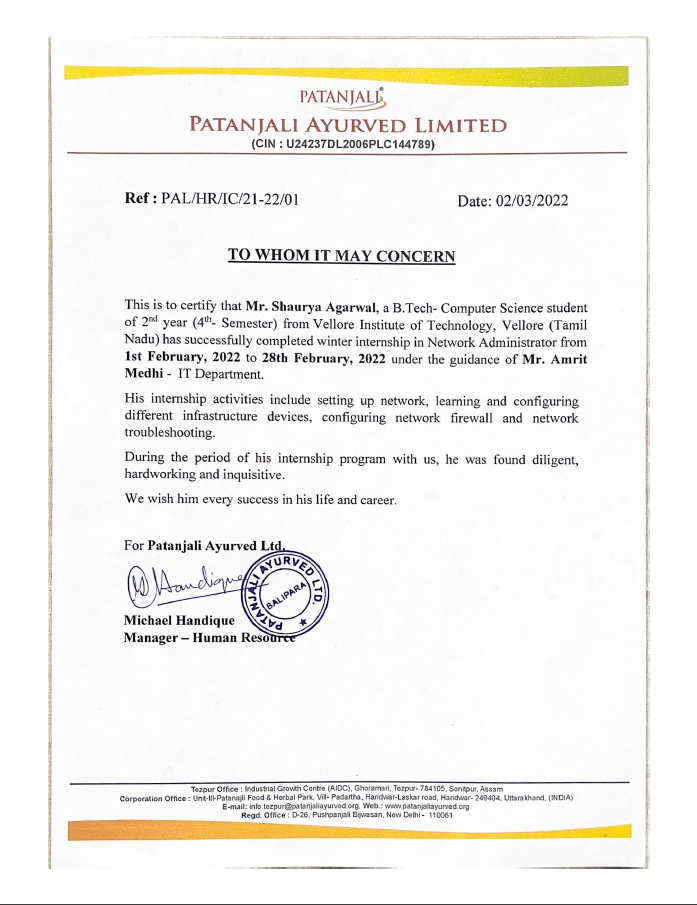 PATANJALI®
PATANJALI AYURVED LIMITED
(CIN : U24237DL2006PLC144789)
Ref : PAL/HR/IC/21-22/01
Date: 02/03/2022
TO WHOM IT MAY CONCERN
This is to certify that Mr. Shaurya Agarwal, a B.Tech- Computer Science student
of 2nd year (4th- Semester) from Vellore Institute of Technology, Vellore (Tamil
Nadu) has successfully completed winter internship in Network Administrator from
1st February, 2022 to 28th February, 2022 under the guidance of Mr. Amrit
Medhi - IT Department.
His internship activities include setting up network, learning and configuring
different infrastructure devices, configuring network firewall and network
troubleshooting.
During the period of his internship program with us, he was found diligent,
hardworking and inquisitive.
We wish him every success in his life and career.
For Patanjali Ayurved Ltd.
M Handique
PATANJALI AYURVED LTD.
BALIPARA
Michael Handique
Manager – Human Resource
Tezpur Office : Industrial Growth Centre (AIDC), Ghoramari, Tezpur- 784105, Sonitpur, Assam
Corporation Office : Unit-III-Patanajli Food & Herbal Park, Vill- Padartha, Haridwar-Laskar road, Haridwar- 249404, Uttarakhand, (INDIA)
E-mail: info.tezpur@patanjaliayurved.org, Web.: www.patanjaliayurved.org.
Regd. Office : D-26, Pushpanjali Bijwasan, New Delhi - 110061